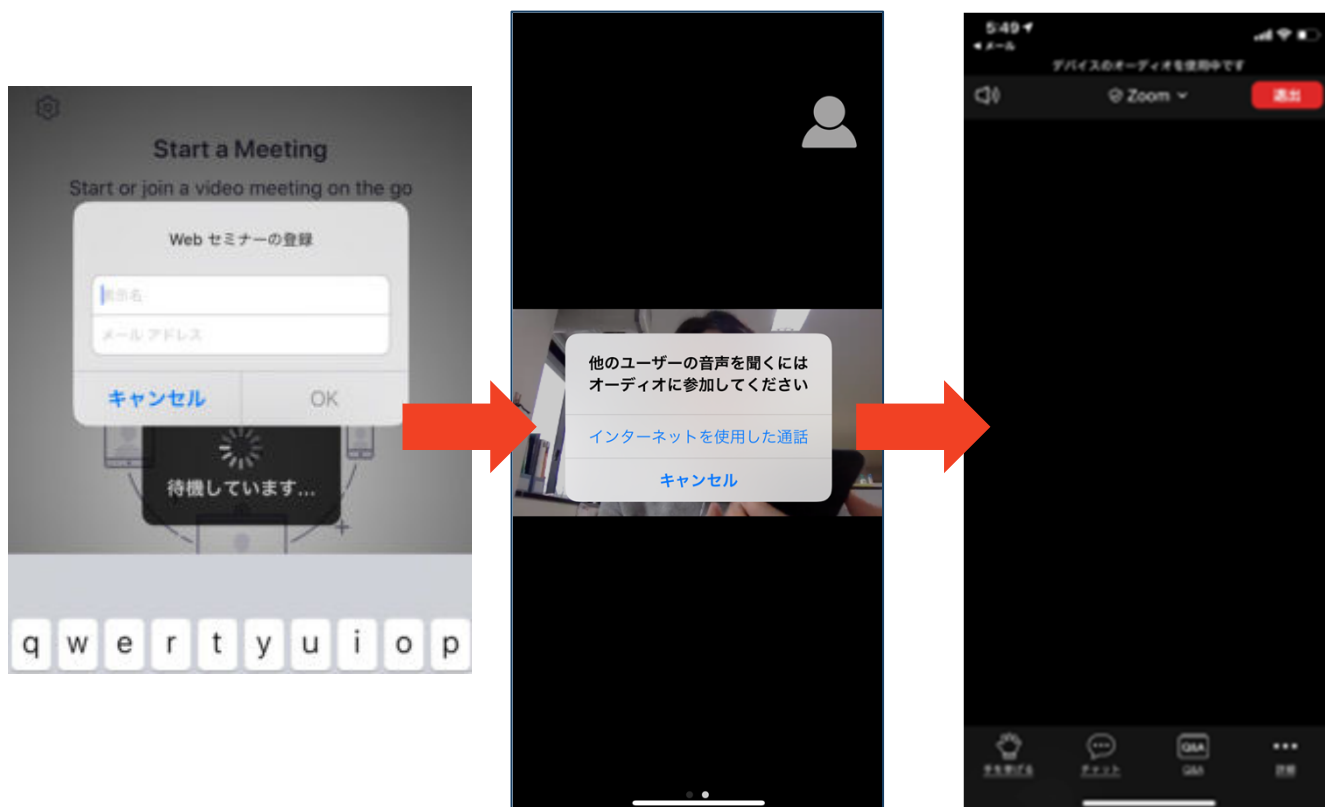 Start a Meeting
Start or join a video meeting on the go
Web セミナーの登録
表示名
メール アドレス
キャンセル
OK
待機しています...
q w e r t y u i o p
他のユーザーの音声を聞くには
オーディオに参加してください
インターネットを使用した通話
キャンセル
5:49
メール
デバイスのオーディオを使用中です
Zoom
退出
手を挙げる
チャット
Q&A
Q&A
詳細